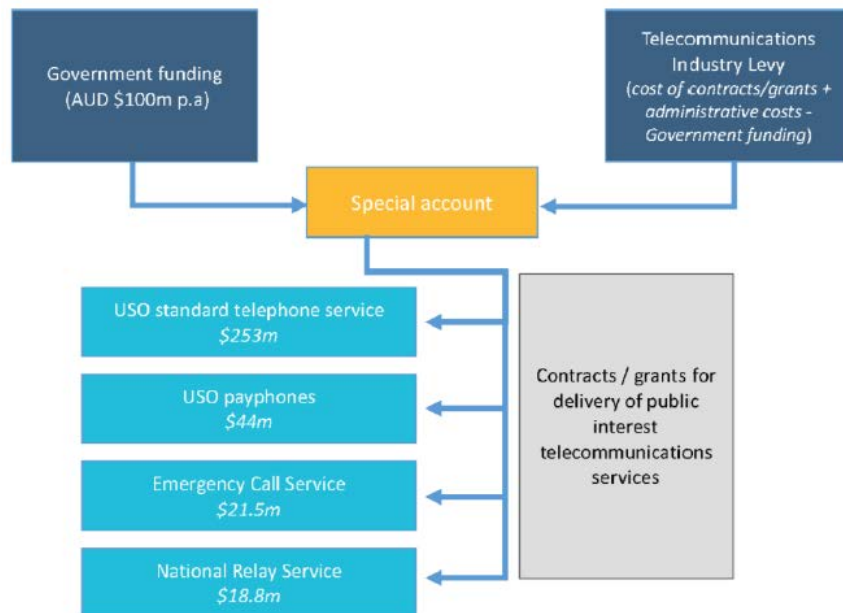 Government funding
(AUD $100m p.a)
Telecommunications
Industry Levy
(cost of contracts/grants +
administrative costs -
Government funding)
Special account
USO standard telephone service
$253m
USO payphones
$44m
Emergency Call Service
$21.5m
National Relay Service
$18.8m
Contracts / grants for
delivery of public
interest
telecommunications
services